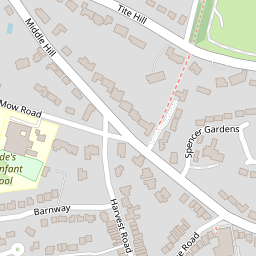 Middle Hill
Tite Hill
Mow Road
Spencer Gardens
de's
nfant
ool
Barnway
Harvest Road
e Road